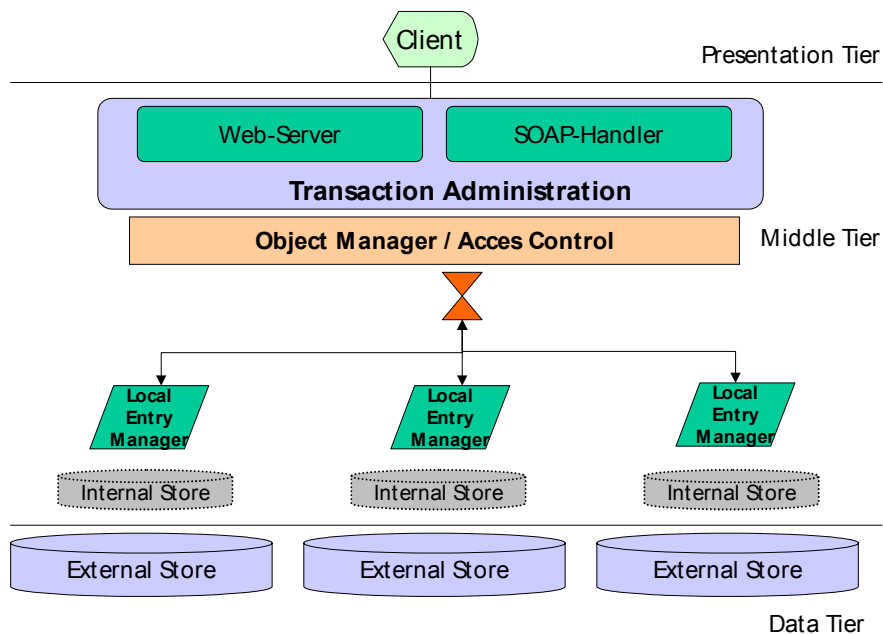 Client
Presentation Tier
Web-Server
SOAP-Handler
Transaction Administration
Object Manager / Acces Control
Middle Tier
Local
Entry
Manager
Local
Entry
Manager
Local
Entry
Manager
Internal Store
Internal Store
Internal Store
External Store
External Store
External Store
Data Tier